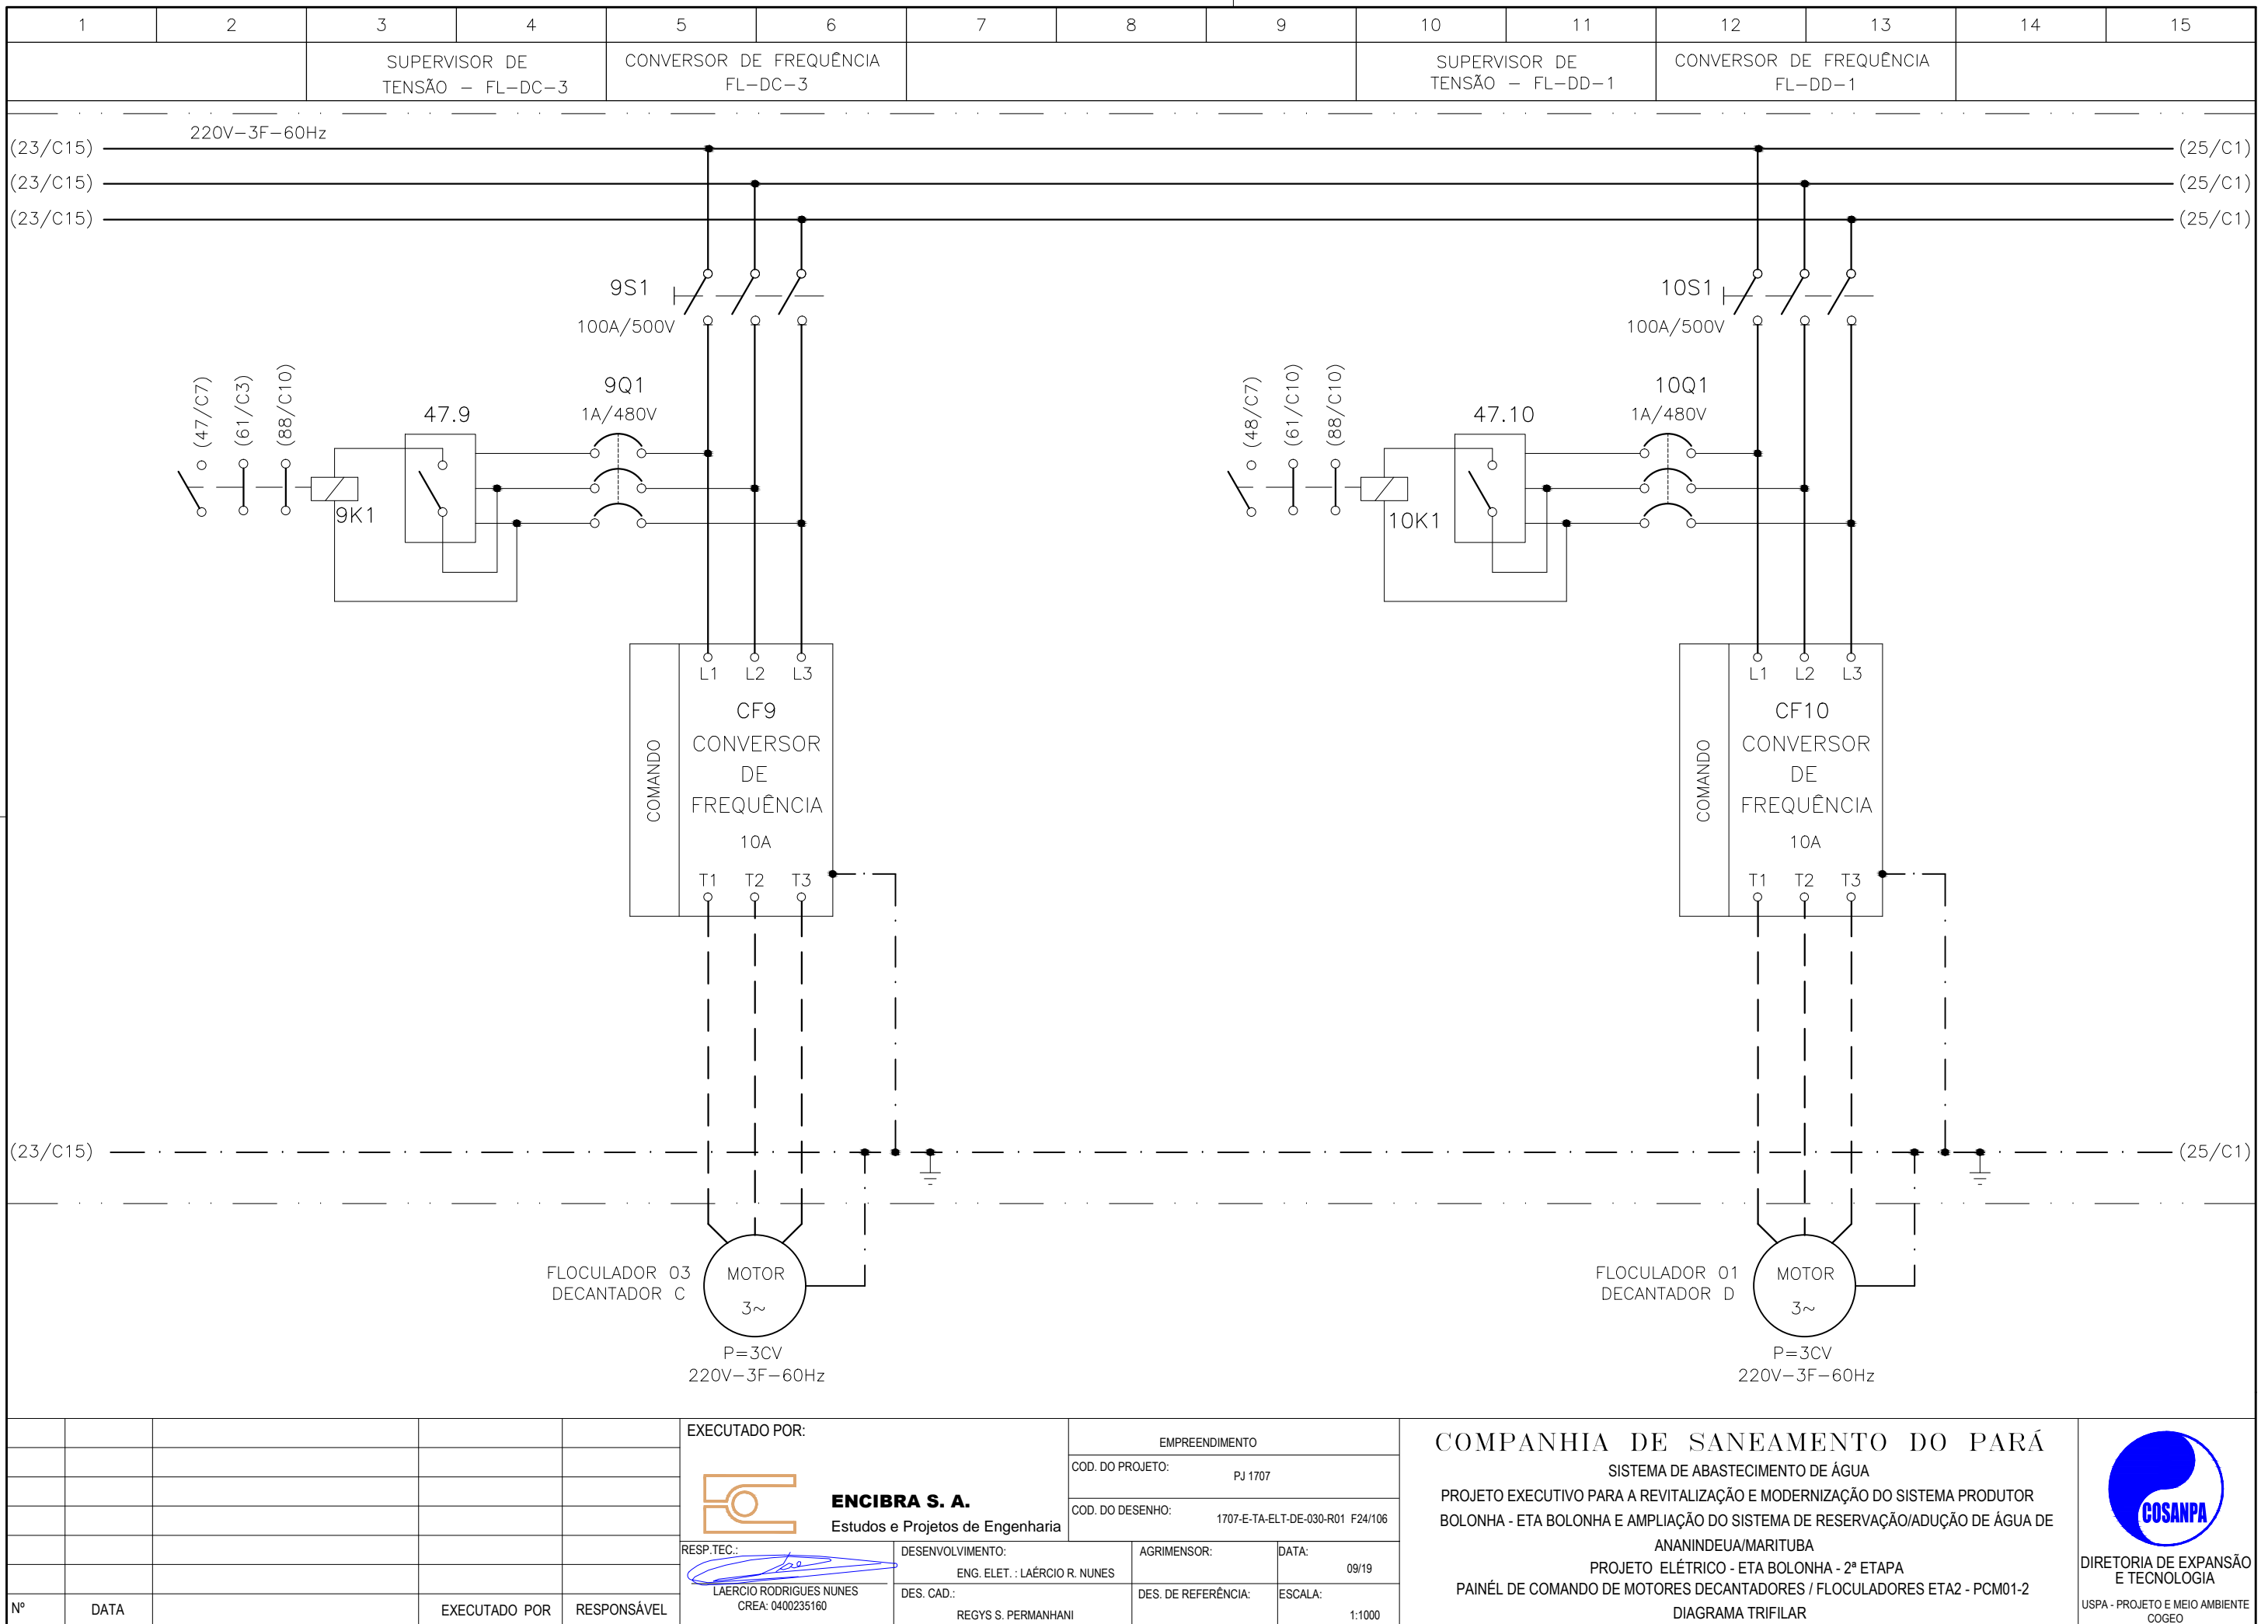 1 2 3 4 5 6 7 8 9 10 11 12 13 14 15
SUPERVISOR DE
TENSÃO - FL-DC-3
CONVERSOR DE FREQUÊNCIA
FL-DC-3
SUPERVISOR DE
TENSÃO - FL-DD-1
CONVERSOR DE FREQUÊNCIA
FL-DD-1
220V-3F-60Hz
(23/C15) (25/C1)
(23/C15) (25/C1)
(23/C15) (25/C1)
9S1
100A/500V
9Q1
1A/480V
47.9
(47/C7)
(61/C3)
(88/C10)
9K1
L1 L2 L3
CF9
CONVERSOR
DE
FREQUÊNCIA
10A
COMANDO
T1 T2 T3
10S1
100A/500V
10Q1
1A/480V
47.10
(48/C7)
(61/C10)
(88/C10)
10K1
L1 L2 L3
CF10
CONVERSOR
DE
FREQUÊNCIA
10A
COMANDO
T1 T2 T3
(23/C15) (25/C1)
FLOCULADOR 03
DECANTADOR C
MOTOR
3~
P=3CV
220V-3F-60Hz
FLOCULADOR 01
DECANTADOR D
MOTOR
3~
P=3CV
220V-3F-60Hz
Nº DATA EXECUTADO POR RESPONSÁVEL
EXECUTADO POR:
ENCIBRA S. A.
Estudos e Projetos de Engenharia
EMPREENDIMENTO
COD. DO PROJETO: PJ 1707
COD. DO DESENHO: 1707-E-TA-ELT-DE-030-R01 F24/106
RESP.TEC.:
LAERCIO RODRIGUES NUNES
CREA: 0400235160
DESENVOLVIMENTO:
ENG. ELET. : LAÉRCIO R. NUNES
AGRIMENSOR:
DATA:
09/19
DES. CAD.:
REGYS S. PERMANHANI
DES. DE REFERÊNCIA:
ESCALA:
1:1000
COMPANHIA DE SANEAMENTO DO PARÁ
SISTEMA DE ABASTECIMENTO DE ÁGUA
PROJETO EXECUTIVO PARA A REVITALIZAÇÃO E MODERNIZAÇÃO DO SISTEMA PRODUTOR
BOLONHA - ETA BOLONHA E AMPLIAÇÃO DO SISTEMA DE RESERVAÇÃO/ADUÇÃO DE ÁGUA DE
ANANINDEUA/MARITUBA
PROJETO ELÉTRICO - ETA BOLONHA - 2ª ETAPA
PAINÉL DE COMANDO DE MOTORES DECANTADORES / FLOCULADORES ETA2 - PCM01-2
DIAGRAMA TRIFILAR
COSANPA
DIRETORIA DE EXPANSÃO
E TECNOLOGIA
USPA - PROJETO E MEIO AMBIENTE
COGEO